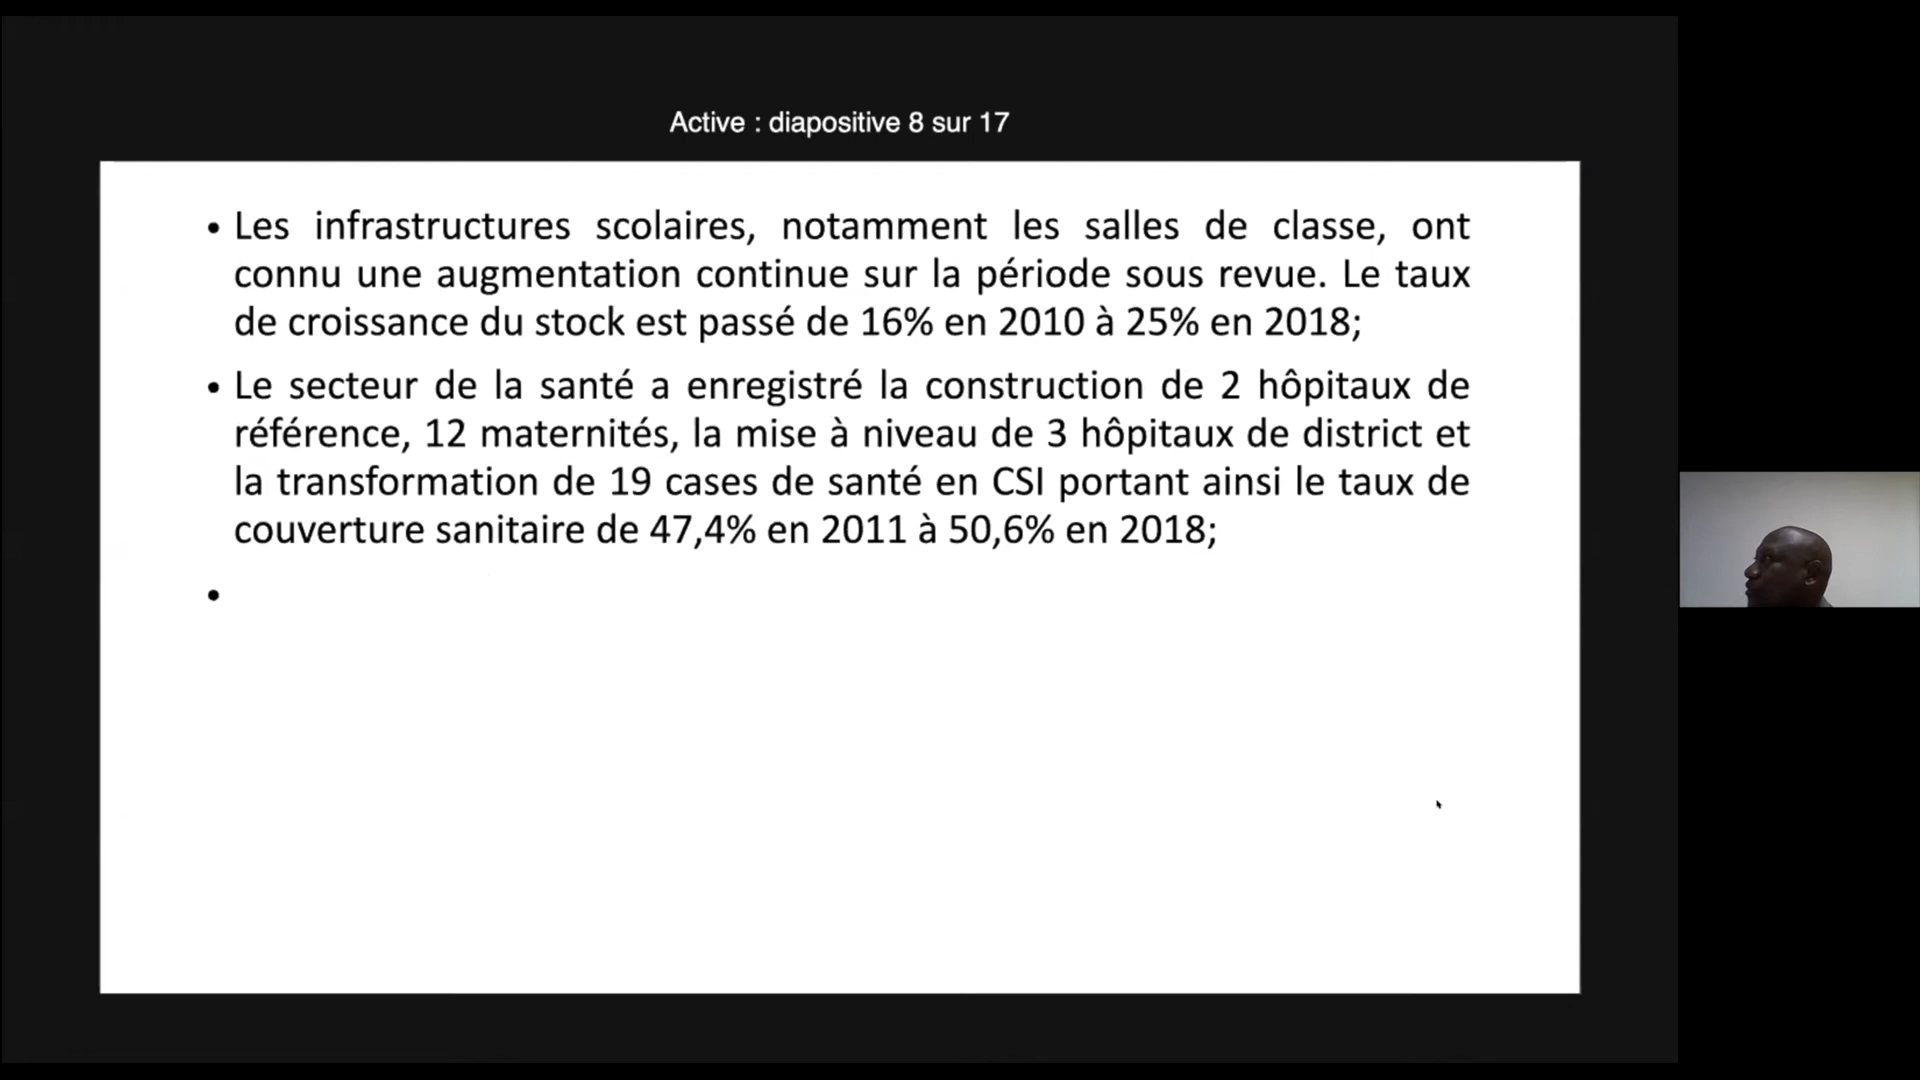 Active : diapositive 8 sur 17
• Les infrastructures scolaires, notamment les salles de classe, ont
connu une augmentation continue sur la période sous revue. Le taux
de croissance du stock est passé de 16% en 2010 à 25% en 2018;
• Le secteur de la santé a enregistré la construction de 2 hôpitaux de
référence, 12 maternités, la mise à niveau de 3 hôpitaux de district et
la transformation de 19 cases de santé en CSI portant ainsi le taux de
couverture sanitaire de 47,4% en 2011 à 50,6% en 2018;
•